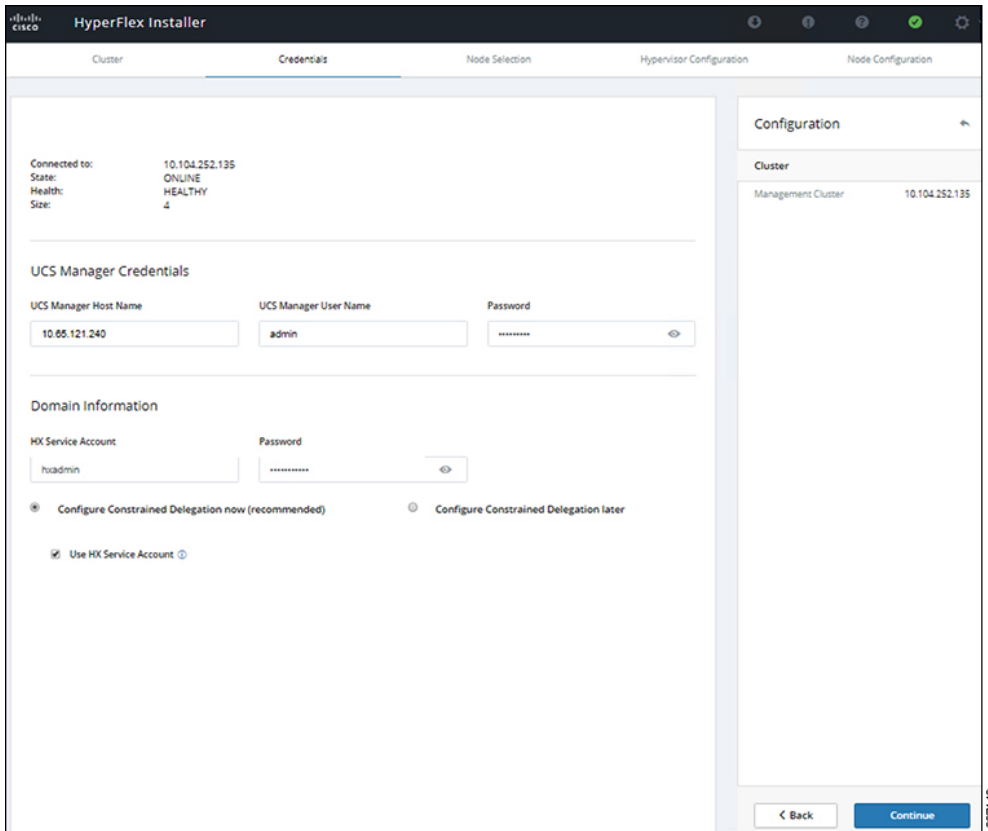 cisco HyperFlex Installer
Cluster Credentials Node Selection Hypervisor Configuration Node Configuration
Connected to: 10.104.252.135
State: ONLINE
Health: HEALTHY
Size: 4
UCS Manager Credentials
UCS Manager Host Name UCS Manager User Name Password
10.65.121.240 admin •••••••••
Domain Information
HX Service Account Password
hxadmin •••••••••••
Configure Constrained Delegation now (recommended) Configure Constrained Delegation later
Use HX Service Account
Configuration
Cluster
Management Cluster 10.104.252.135
< Back Continue